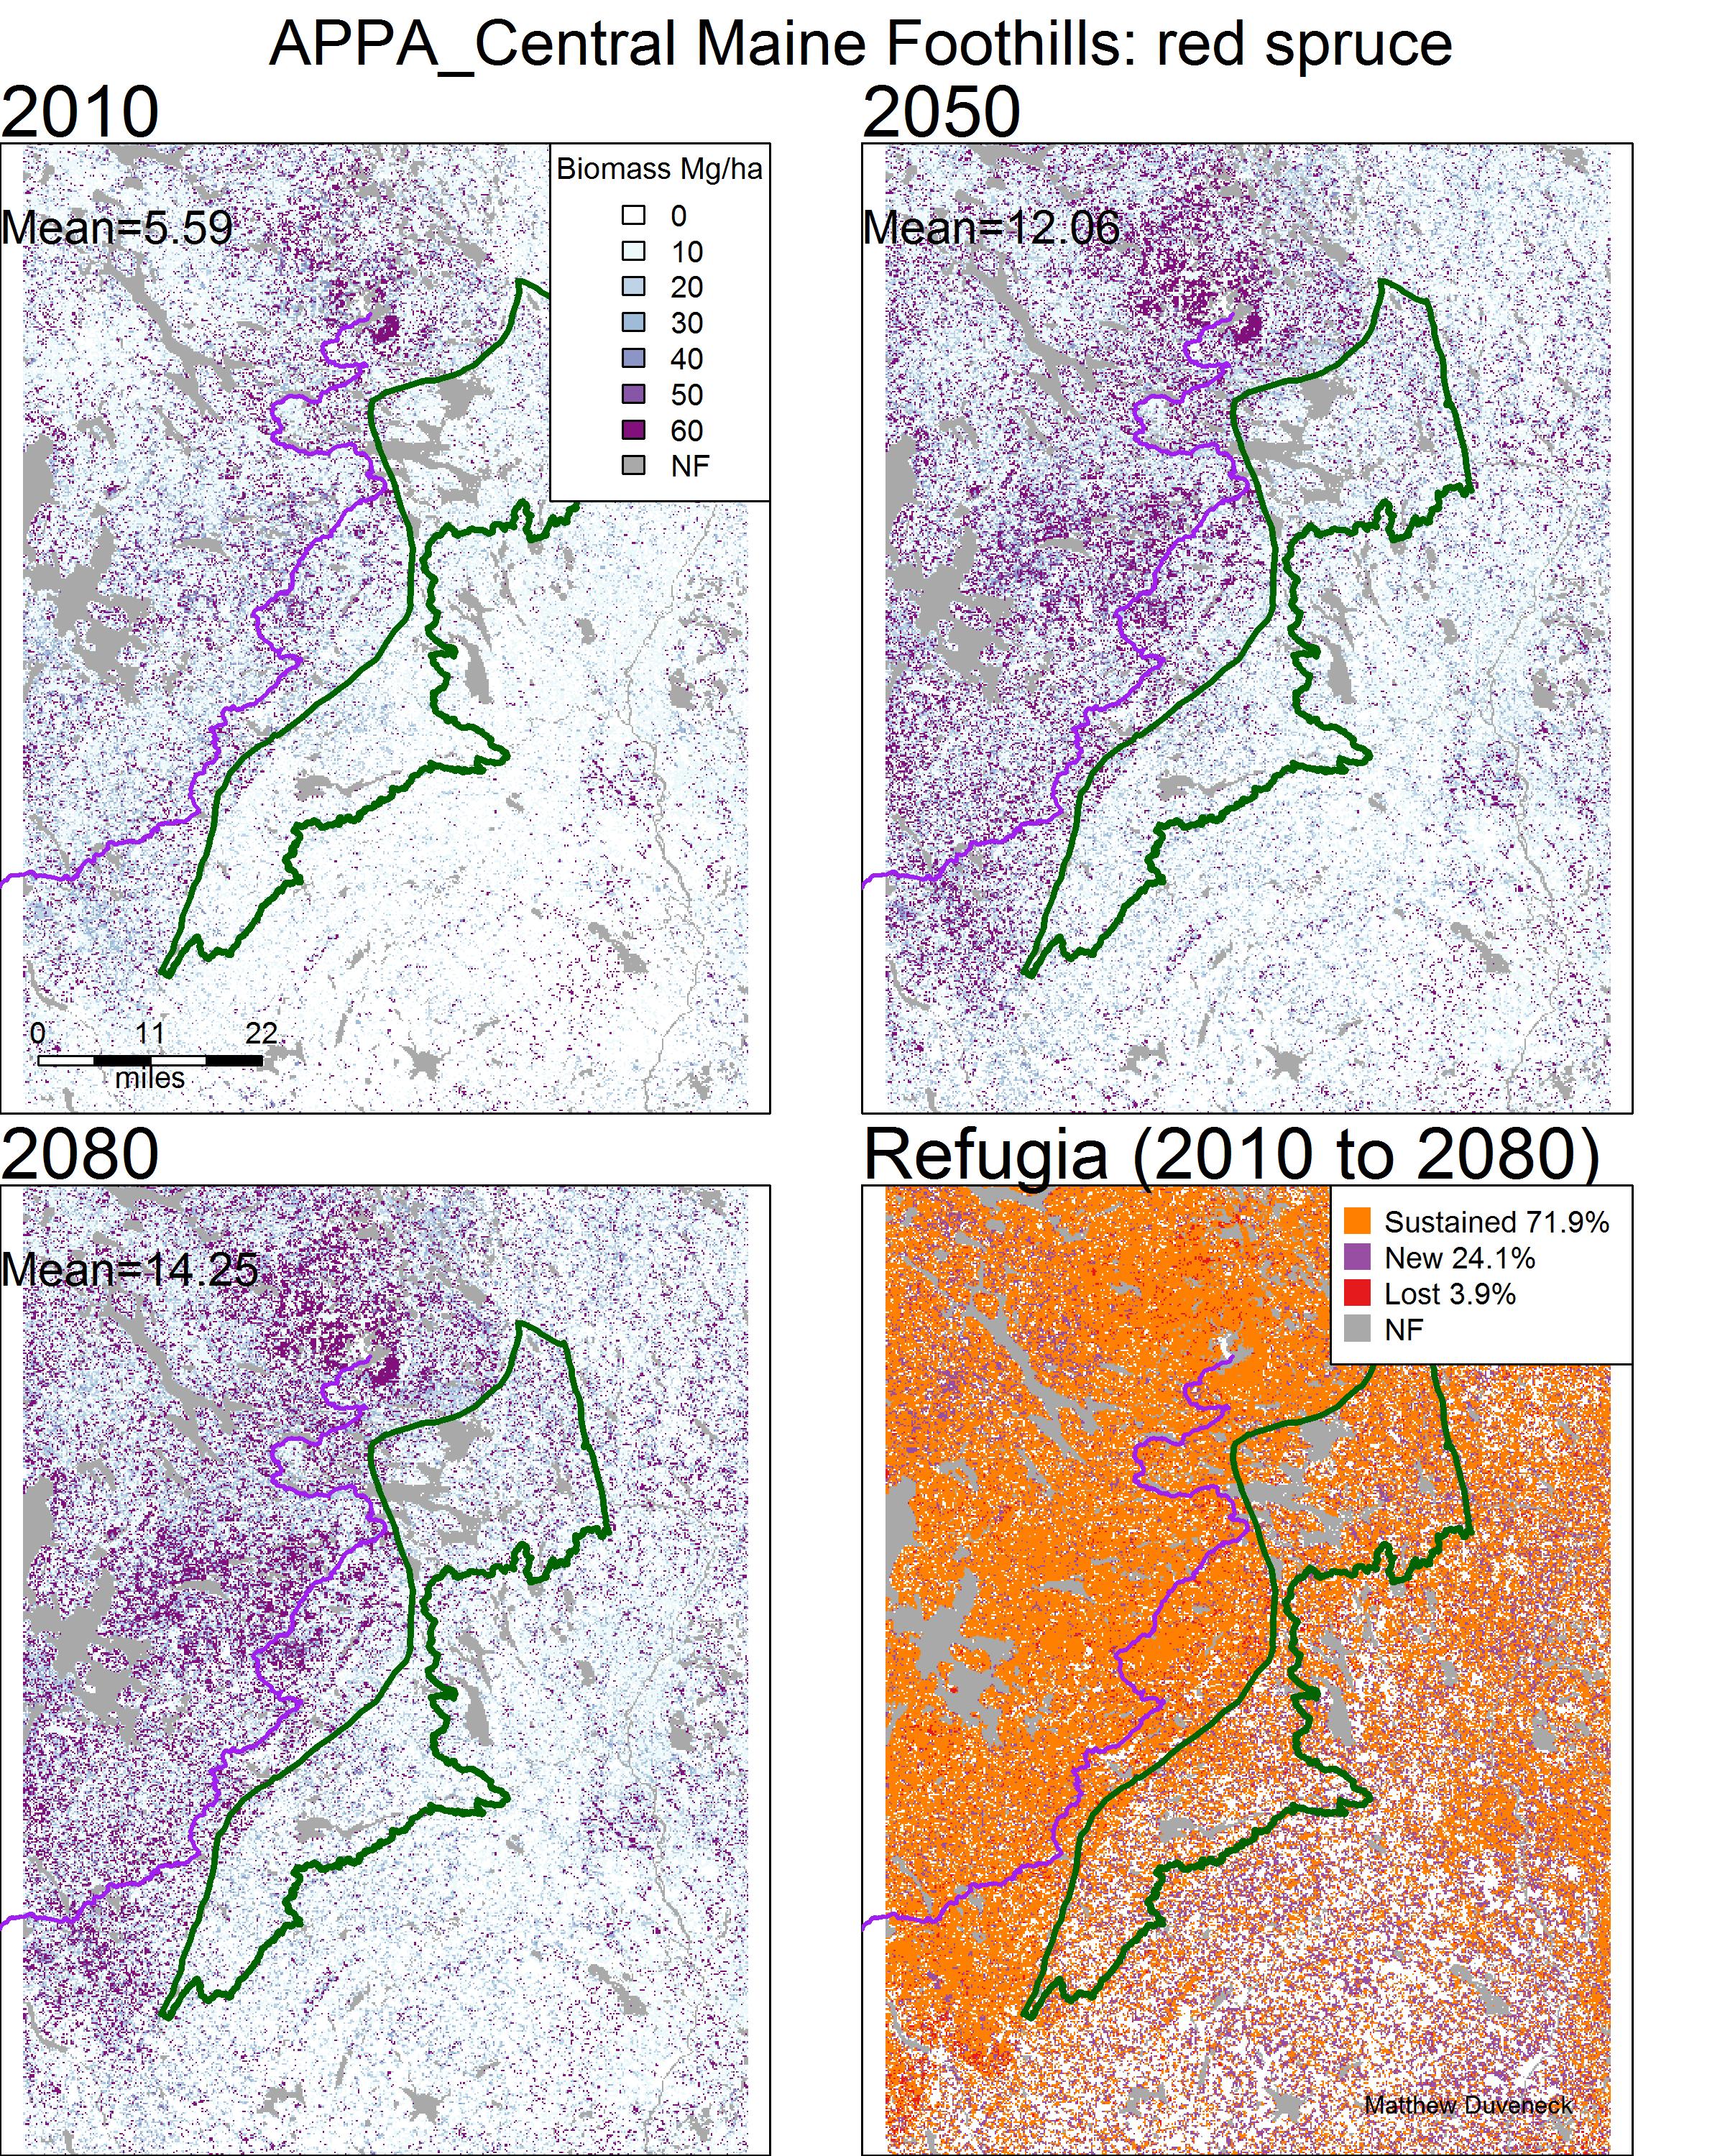 APPA_Central Maine Foothills: red spruce
2010
2050
Biomass Mg/ha
0
10
20
30
40
50
60
NF
Mean=5.59
Mean=12.06
0 11 22
miles
2080
Refugia (2010 to 2080)
Mean=14.25
Sustained 71.9%
New 24.1%
Lost 3.9%
NF
Matthew Duveneck